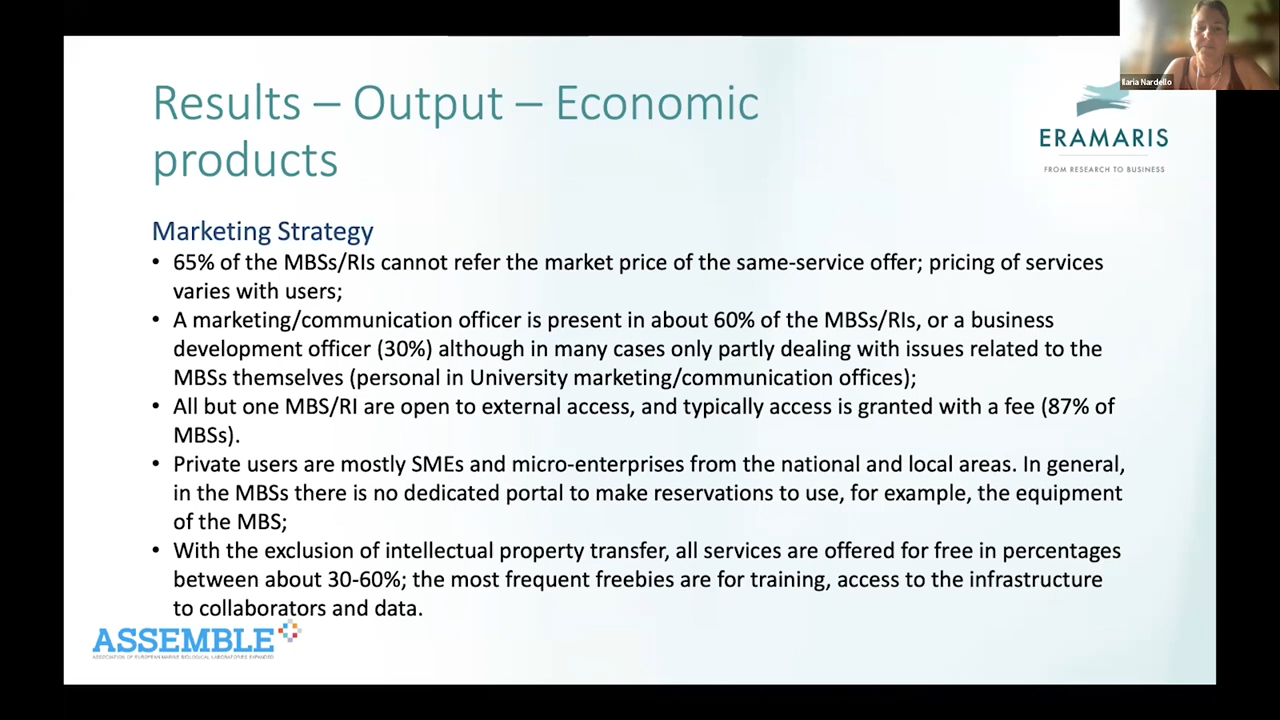 Ilaria Nardello
Results – Output – Economic
products
ERAMARIS
FROM RESEARCH TO BUSINESS
Marketing Strategy
• 65% of the MBSs/RIs cannot refer the market price of the same-service offer; pricing of services
varies with users;
• A marketing/communication officer is present in about 60% of the MBSs/RIs, or a business
development officer (30%) although in many cases only partly dealing with issues related to the
MBSs themselves (personal in University marketing/communication offices);
• All but one MBS/RI are open to external access, and typically access is granted with a fee (87% of
MBSs).
• Private users are mostly SMEs and micro-enterprises from the national and local areas. In general,
in the MBSs there is no dedicated portal to make reservations to use, for example, the equipment
of the MBS;
• With the exclusion of intellectual property transfer, all services are offered for free in percentages
between about 30-60%; the most frequent freebies are for training, access to the infrastructure
to collaborators and data.
ASSEMBLE
ASSOCIATION OF EUROPEAN MARINE BIOLOGICAL LABORATORIES EXPANDED